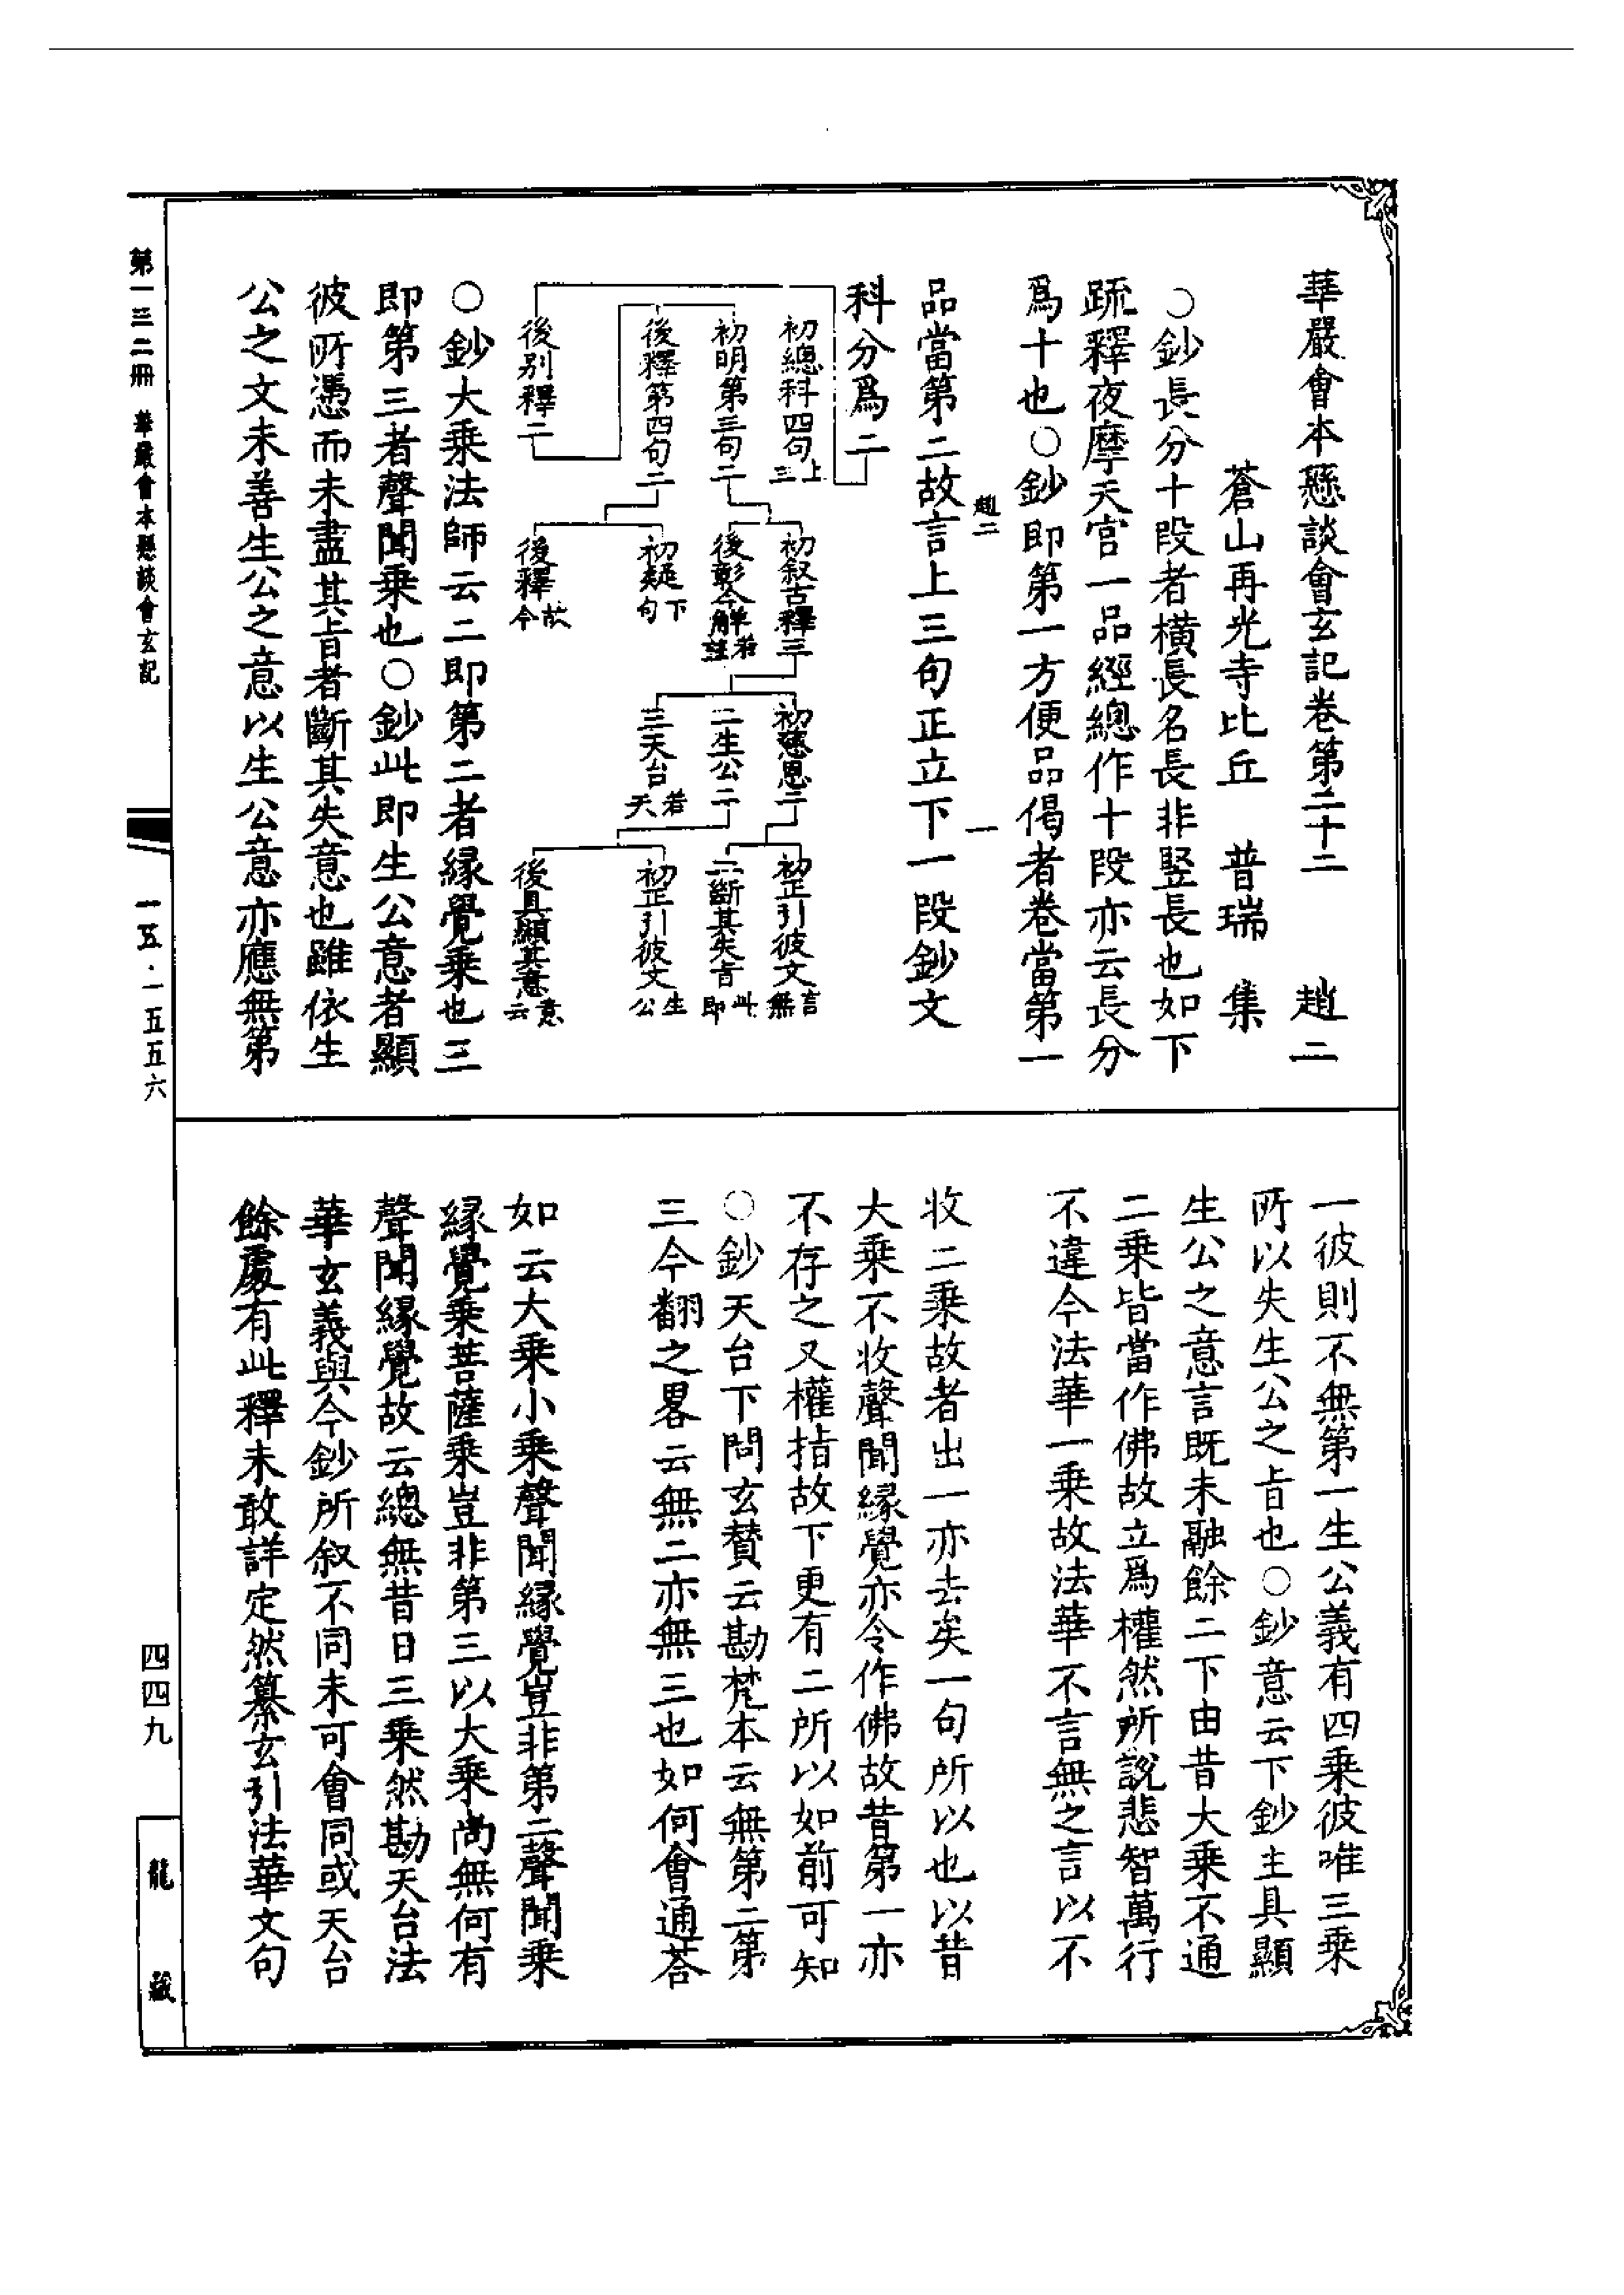 華嚴會本懸談會玄記卷第二十二　趙二
蒼山再光寺比丘　普瑞　集
○鈔長分十段者橫長名長非竪長也如下
疏釋夜摩天宮一品經總作十段亦云長分
爲十也○鈔即第一方便品偈者卷當第一
趙二　一
品當第二故言上三句正立下一段鈔文
科分爲二
初總科四句上三
後別釋二
初明第三句二
後釋第四句二
初叙古釋三
後彰今解若註
初疑下句
後釋故今
初慈恩二
二生公二
三天台若天
初正引彼文言無
二斷其失旨此即
初正引彼文生公
後具顯其意意云
○鈔大乘法師云二即第二者緣覺乘也三
即第三者聲聞乘也○鈔此即生公意者顯
彼所憑而未盡其旨者斷其失意也雖依生
公之文未善生公之意以生公意亦應無第
一彼則不無第一生公義有四乘彼唯三乘
所以失生公之旨也○鈔意云下鈔主具顯
生公之意言既未融餘二下由昔大乘不通
二乘皆當作佛故立爲權然所說悲智萬行
不違今法華一乘故法華不言無之言以不
收二乘故者出一亦去矣一句所以也以昔
大乘不收聲聞緣覺亦令作佛故昔第一亦
不存之又權指故下更有二所以如前可知
○鈔天台下問玄贊云勘梵本云無第二第
三今翻之畧云無二亦無三也如何會通荅
如云大乘小乘聲聞緣覺豈非第二聲聞乘
緣覺乘菩薩乘豈非第三以大乘尚無何有
聲聞緣覺故云總無昔日三乘然勘天台法
華玄義與今鈔所叙不同未可會同或天台
餘處有此釋未敢詳定然纂玄引法華文句
第一三二冊　華嚴會本懸談會玄記
一五·一五五六
四四九
龍藏